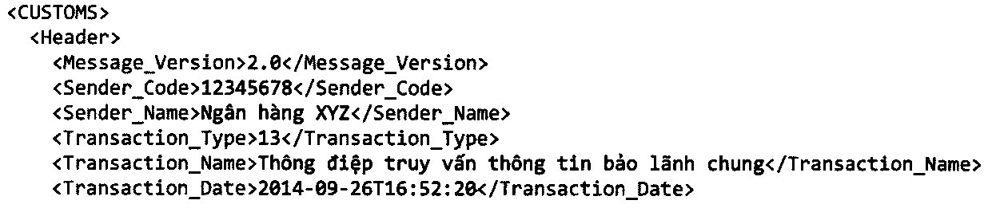 <CUSTOMS>
<Header>
<Message_Version>2.0</Message_Version>
<Sender_Code>12345678</Sender_Code>
<Sender_Name>Ngân hàng XYZ</Sender_Name>
<Transaction_Type>13</Transaction_Type>
<Transaction_Name>Thông điệp truy vấn thông tin bảo lãnh chung</Transaction_Name>
<Transaction_Date>2014-09-26T16:52:20</Transaction_Date>